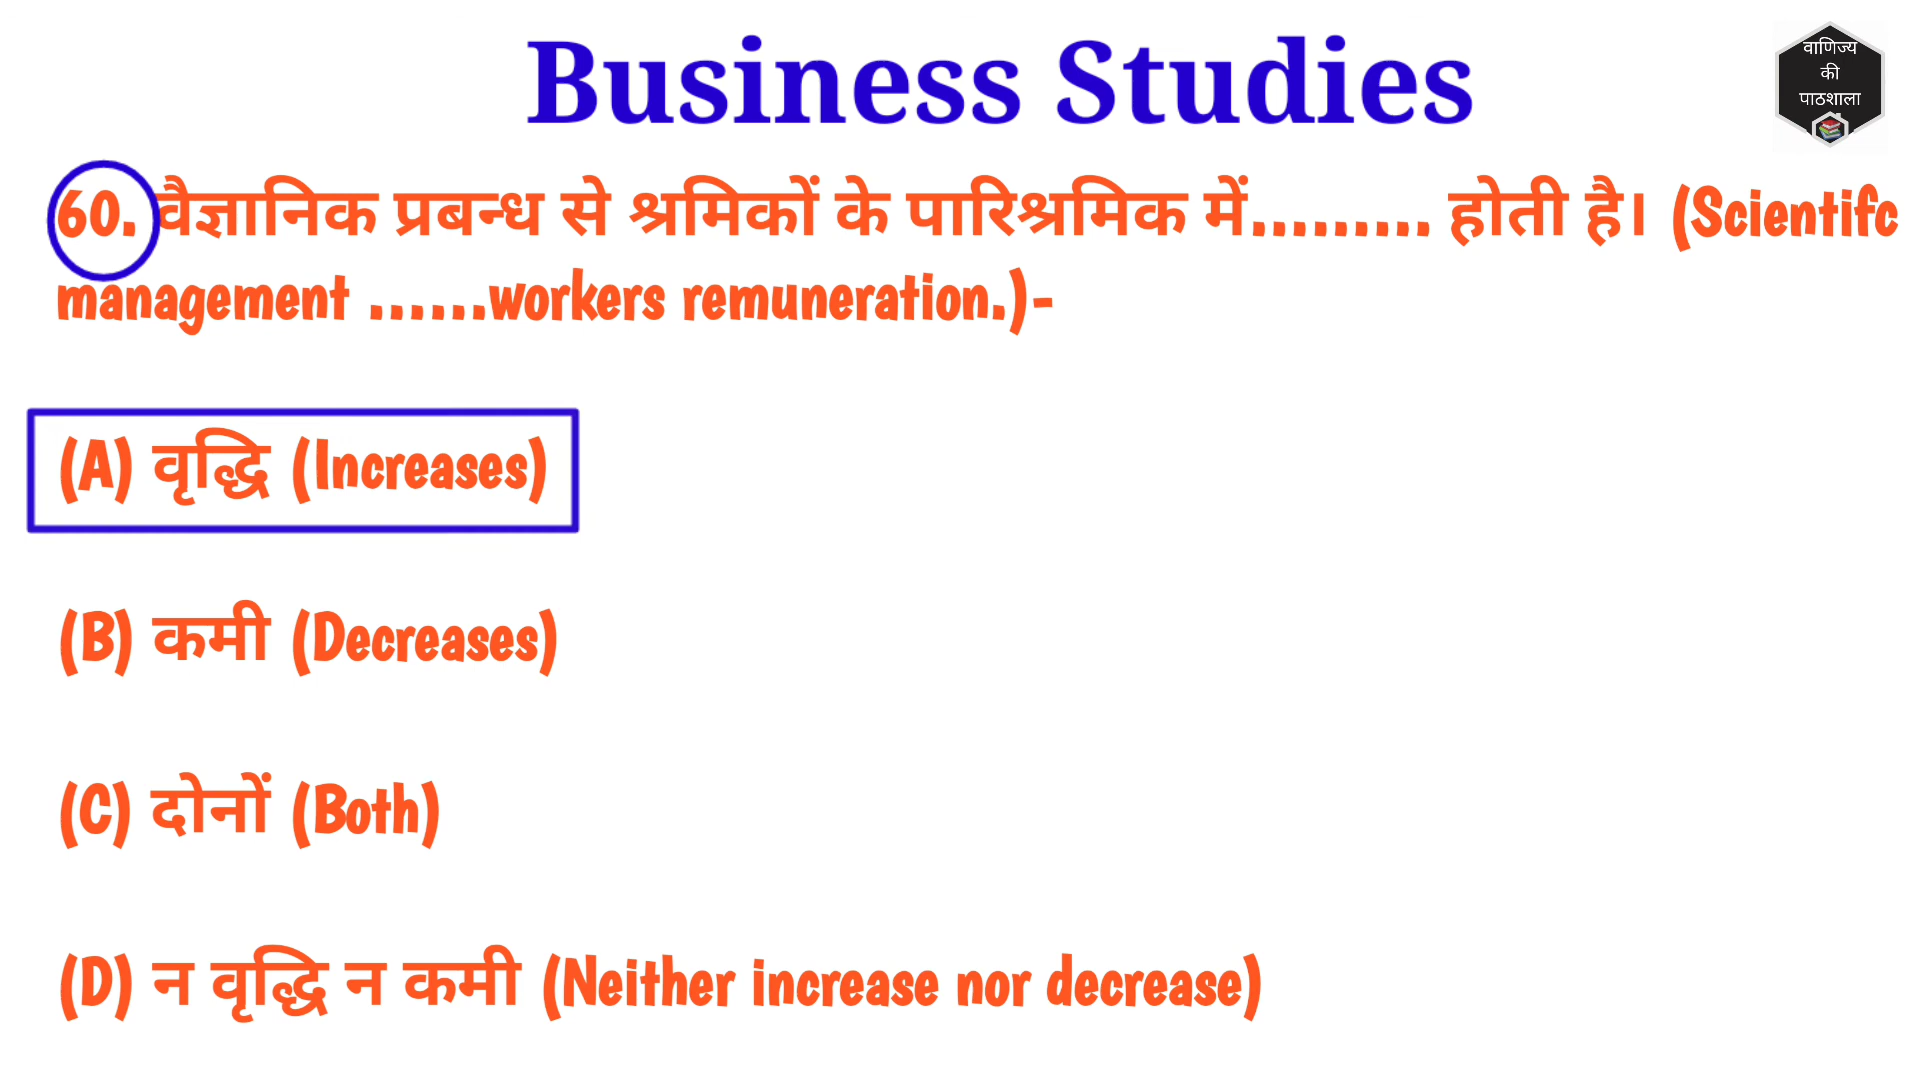 Business Studies
वाणिज्य
की
पाठशाला
60. वैज्ञानिक प्रबन्ध से श्रमिकों के पारिश्रमिक में......... होती है। (Scientifc
management ......workers remuneration.)-
(A) वृद्धि (Increases)
(B) कमी (Decreases)
(C) दोनों (Both)
(D) न वृद्धि न कमी (Neither increase nor decrease)